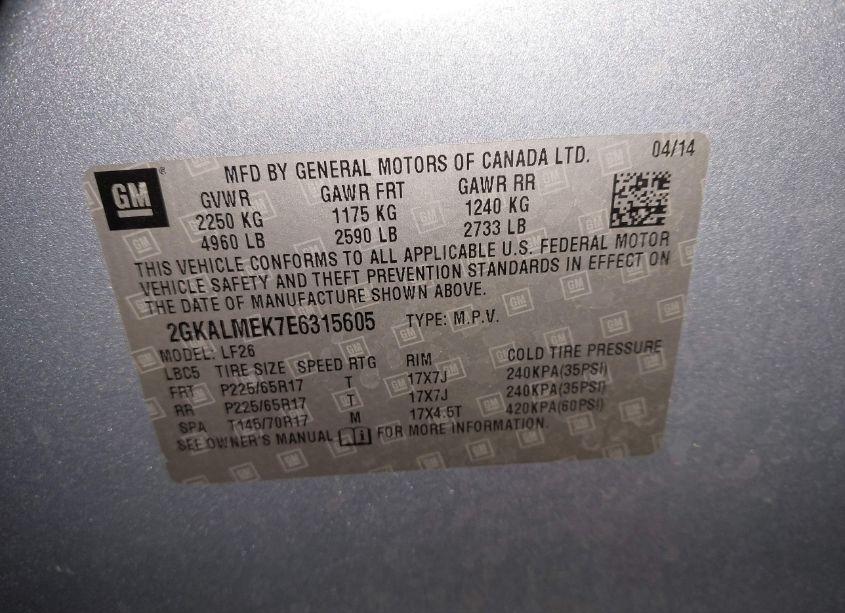 GM
MFD BY GENERAL MOTORS OF CANADA LTD. 04/14
GVWR GAWR FRT GAWR RR
2250 KG 1175 KG 1240 KG
4960 LB 2590 LB 2733 LB
THIS VEHICLE CONFORMS TO ALL APPLICABLE U.S. FEDERAL MOTOR
VEHICLE SAFETY AND THEFT PREVENTION STANDARDS IN EFFECT ON
THE DATE OF MANUFACTURE SHOWN ABOVE.
2GKALMEK7E6315605 TYPE: M.P.V.
MODEL: LF26
LBC5 TIRE SIZE SPEED RTG RIM COLD TIRE PRESSURE
FRT P225/65R17 T 17X7J 240KPA(35PSI)
RR P225/65R17 T 17X7J 240KPA(35PSI)
SPA T145/70R17 M 17X4.5T 420KPA(60PSI)
SEE OWNER'S MANUAL FOR MORE INFORMATION.